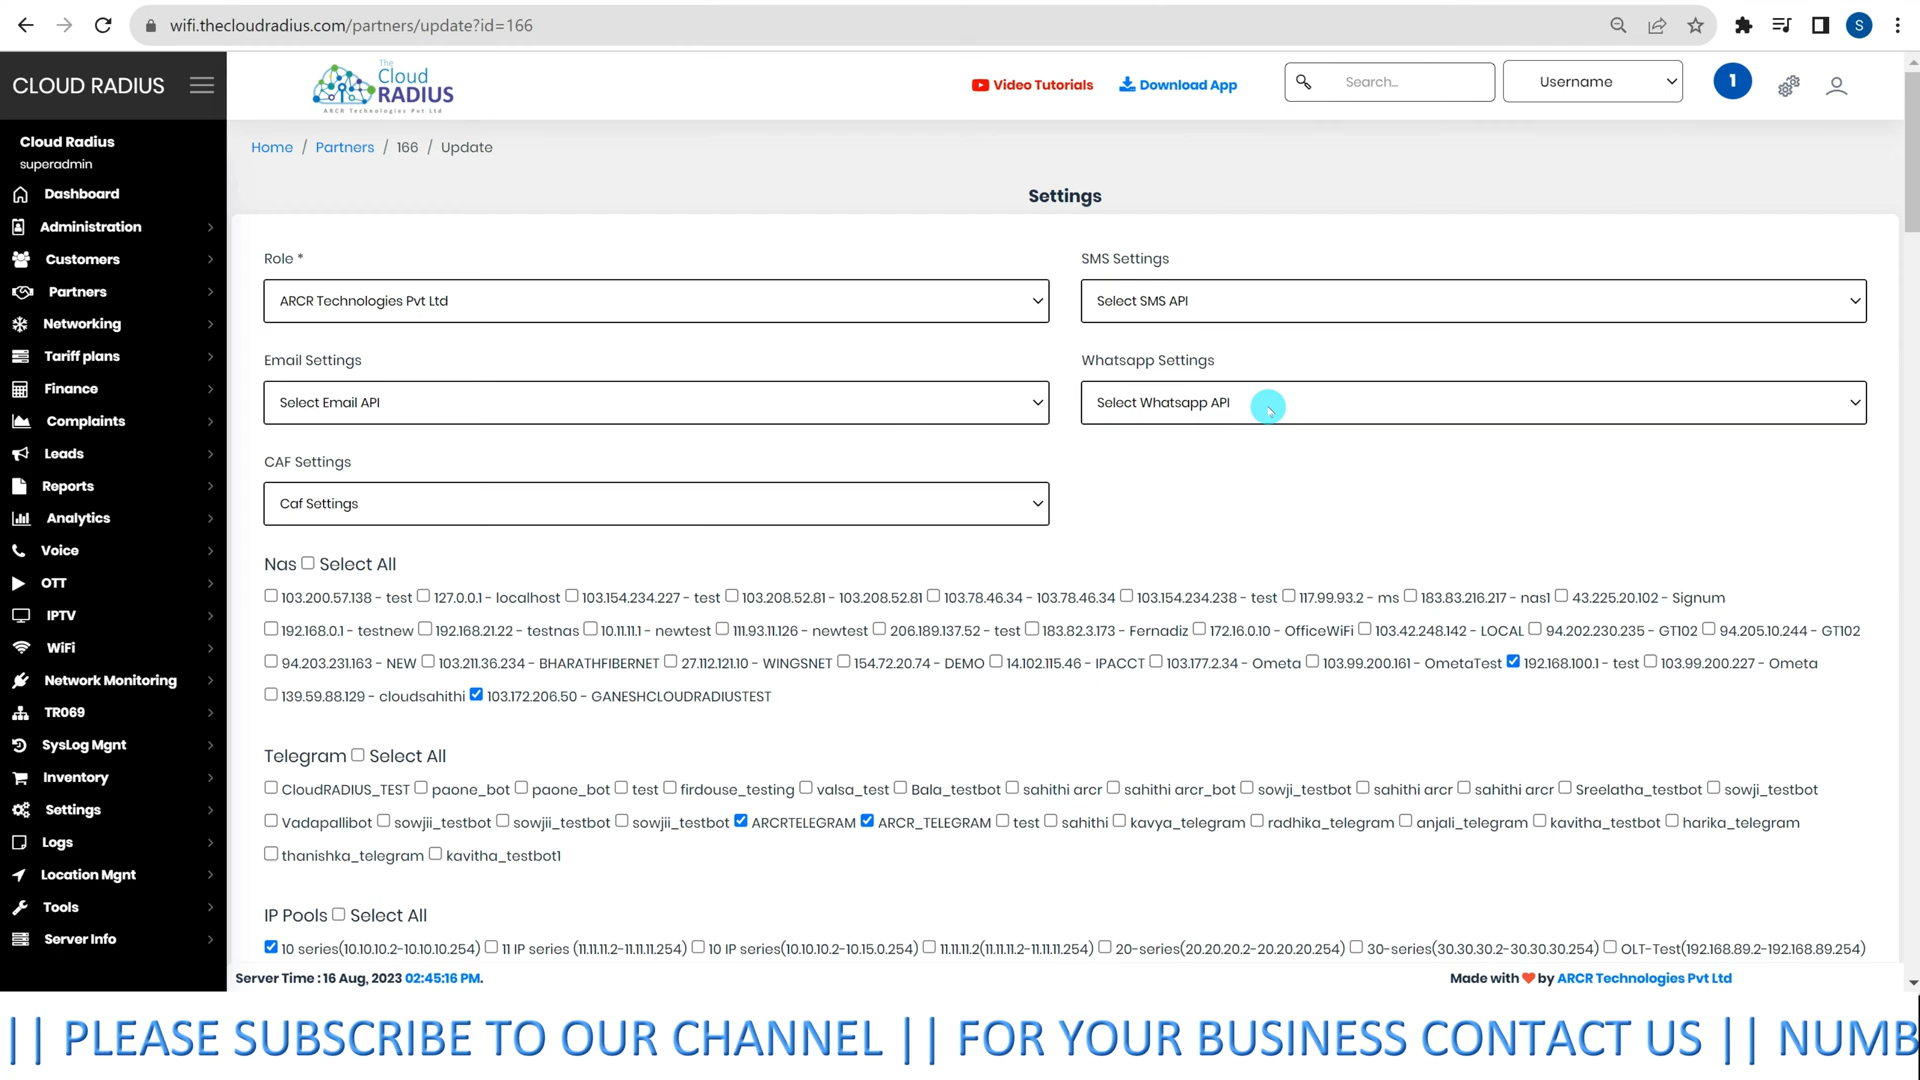 wifi.thecloudradius.com/partners/update?id=166
S
CLOUD RADIUS
The
Cloud
RADIUS
ARCR Technologies Pvt Ltd
Video Tutorials
Download App
Search...
Username
1
Cloud Radius
superadmin
Dashboard
Administration
Customers
Partners
Networking
Tariff plans
Finance
Complaints
Leads
Reports
Analytics
Voice
OTT
IPTV
WiFi
Network Monitoring
TR069
SysLog Mgnt
Inventory
Settings
Logs
Location Mgnt
Tools
Server Info
Home / Partners / 166 / Update
Settings
Role *
SMS Settings
ARCR Technologies Pvt Ltd
Select SMS API
Email Settings
Whatsapp Settings
Select Email API
Select Whatsapp API
CAF Settings
Caf Settings
Nas Select All
103.200.57.138 - test 127.0.0.1 - localhost 103.154.234.227 - test 103.208.52.81 - 103.208.52.81 103.78.46.34 - 103.78.46.34 103.154.234.238 - test 117.99.93.2 - ms 183.83.216.217 - nas1 43.225.20.102 - Signum
192.168.0.1 - testnew 192.168.21.22 - testnas 10.11.11.1 - newtest 111.93.11.126 - newtest 206.189.137.52 - test 183.82.3.173 - Fernadiz 172.16.0.10 - OfficeWiFi 103.42.248.142 - LOCAL 94.202.230.235 - GT102 94.205.10.244 - GT102
94.203.231.163 - NEW 103.211.36.234 - BHARATHFIBERNET 27.112.121.10 - WINGSNET 154.72.20.74 - DEMO 14.102.115.46 - IPACCT 103.177.2.34 - Ometa 103.99.200.161 - OmetaTest 192.168.100.1 - test 103.99.200.227 - Ometa
139.59.88.129 - cloudsahithi 103.172.206.50 - GANESHCLOUDRADIUSTEST
Telegram Select All
CloudRADIUS_TEST paone_bot paone_bot test firdouse_testing valsa_test Bala_testbot sahithi arcr sahithi arcr_bot sowji_testbot sahithi arcr sahithi arcr Sreelatha_testbot sowji_testbot
Vadapallibot sowjii_testbot sowjii_testbot sowjii_testbot ARCRTELEGRAM ARCR_TELEGRAM test sahithi kavya_telegram radhika_telegram anjali_telegram kavitha_testbot harika_telegram
thanishka_telegram kavitha_testbot1
IP Pools Select All
10 series(10.10.10.2-10.10.10.254) 11 IP series (11.11.11.2-11.11.11.254) 10 IP series(10.10.10.2-10.15.0.254) 11.11.11.2(11.11.11.2-11.11.11.254) 20-series(20.20.20.2-20.20.20.254) 30-series(30.30.30.2-30.30.30.254) OLT-Test(192.168.89.2-192.168.89.254)
Server Time : 16 Aug, 2023 02:45:16 PM.
Made with by ARCR Technologies Pvt Ltd
|| PLEASE SUBSCRIBE TO OUR CHANNEL || FOR YOUR BUSINESS CONTACT US || NUMB